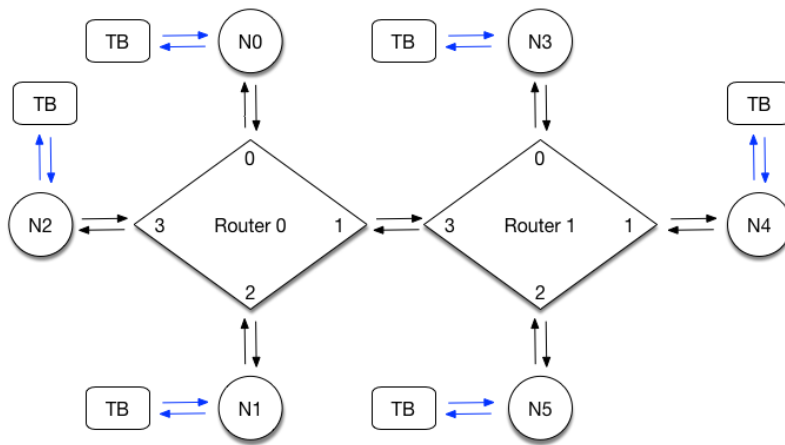 TB N0 TB N3
TB TB
0 0
N2 3 Router 0 1 3 Router 1 1 N4
2 2
TB N1 TB N5